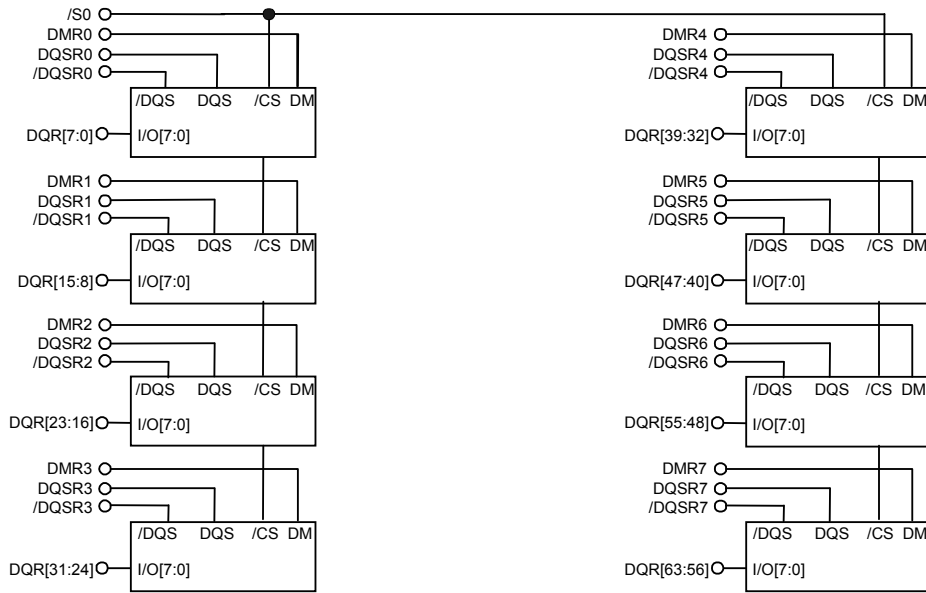 /S0
DMR0
DQSR0
/DQSR0
/DQS DQS /CS DM
DQR[7:0] I/O[7:0]
DMR1
DQSR1
/DQSR1
/DQS DQS /CS DM
DQR[15:8] I/O[7:0]
DMR2
DQSR2
/DQSR2
/DQS DQS /CS DM
DQR[23:16] I/O[7:0]
DMR3
DQSR3
/DQSR3
/DQS DQS /CS DM
DQR[31:24] I/O[7:0]
DMR4
DQSR4
/DQSR4
/DQS DQS /CS DM
DQR[39:32] I/O[7:0]
DMR5
DQSR5
/DQSR5
/DQS DQS /CS DM
DQR[47:40] I/O[7:0]
DMR6
DQSR6
/DQSR6
/DQS DQS /CS DM
DQR[55:48] I/O[7:0]
DMR7
DQSR7
/DQSR7
/DQS DQS /CS DM
DQR[63:56] I/O[7:0]